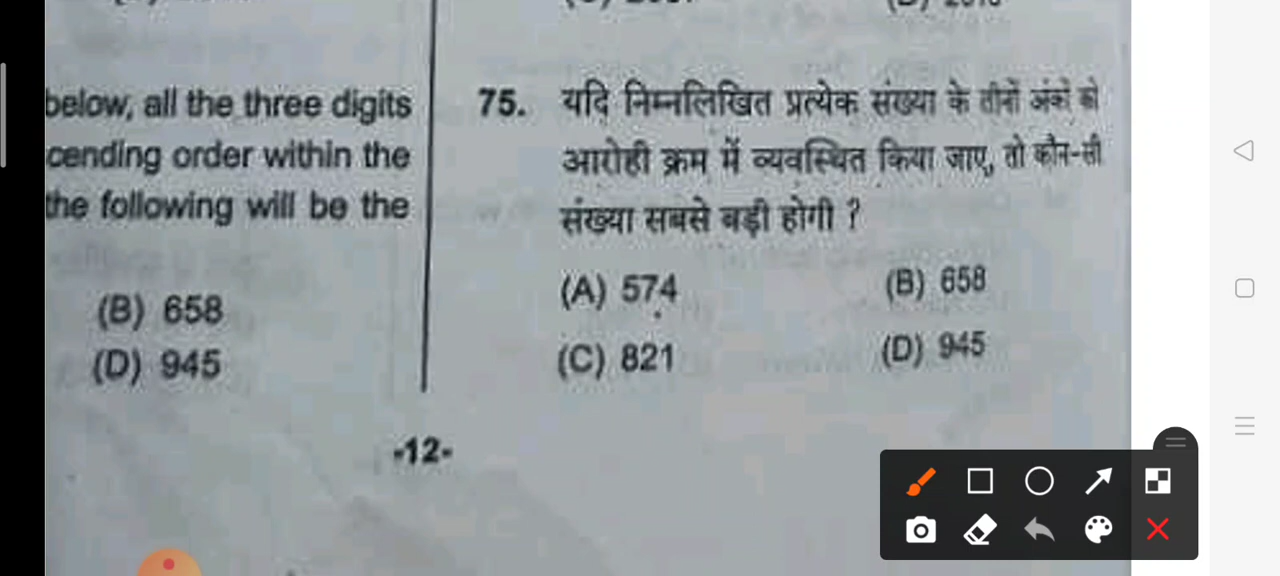 below, all the three digits
cending order within the
the following will be the
(B) 658
(D) 945
75. यदि निम्नलिखित प्रत्येक संख्या के तीनों अंकों को
आरोही क्रम में व्यवस्थित किया जाए, तो कौन-सी
संख्या सबसे बड़ी होगी ?
(A) 574 (B) 658
(C) 821 (D) 945
-12-